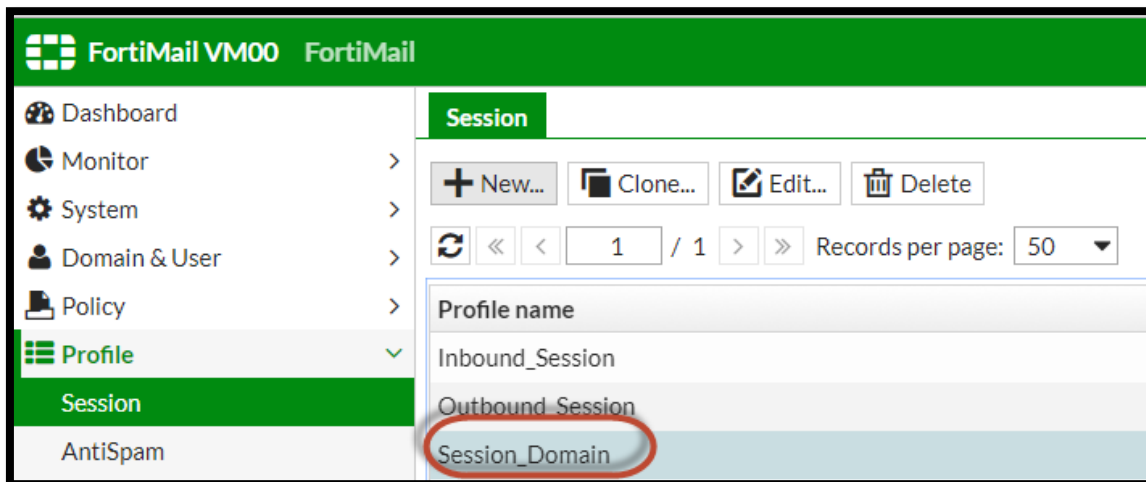 FortiMail VM00 FortiMail
Dashboard
Monitor
System
Domain & User
Policy
Profile
Session
AntiSpam
Session
New... Clone... Edit... Delete
1 / 1 Records per page: 50
Profile name
Inbound_Session
Outbound_Session
Session_Domain